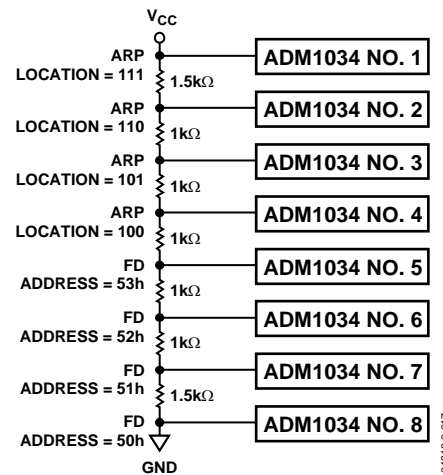 VCC
ARP
LOCATION = 111
ADM1034 NO. 1
1.5kΩ
ARP
LOCATION = 110
ADM1034 NO. 2
1kΩ
ARP
LOCATION = 101
ADM1034 NO. 3
1kΩ
ARP
LOCATION = 100
ADM1034 NO. 4
1kΩ
FD
ADDRESS = 53h
ADM1034 NO. 5
1kΩ
FD
ADDRESS = 52h
ADM1034 NO. 6
1kΩ
FD
ADDRESS = 51h
ADM1034 NO. 7
1.5kΩ
FD
ADDRESS = 50h
ADM1034 NO. 8
GND